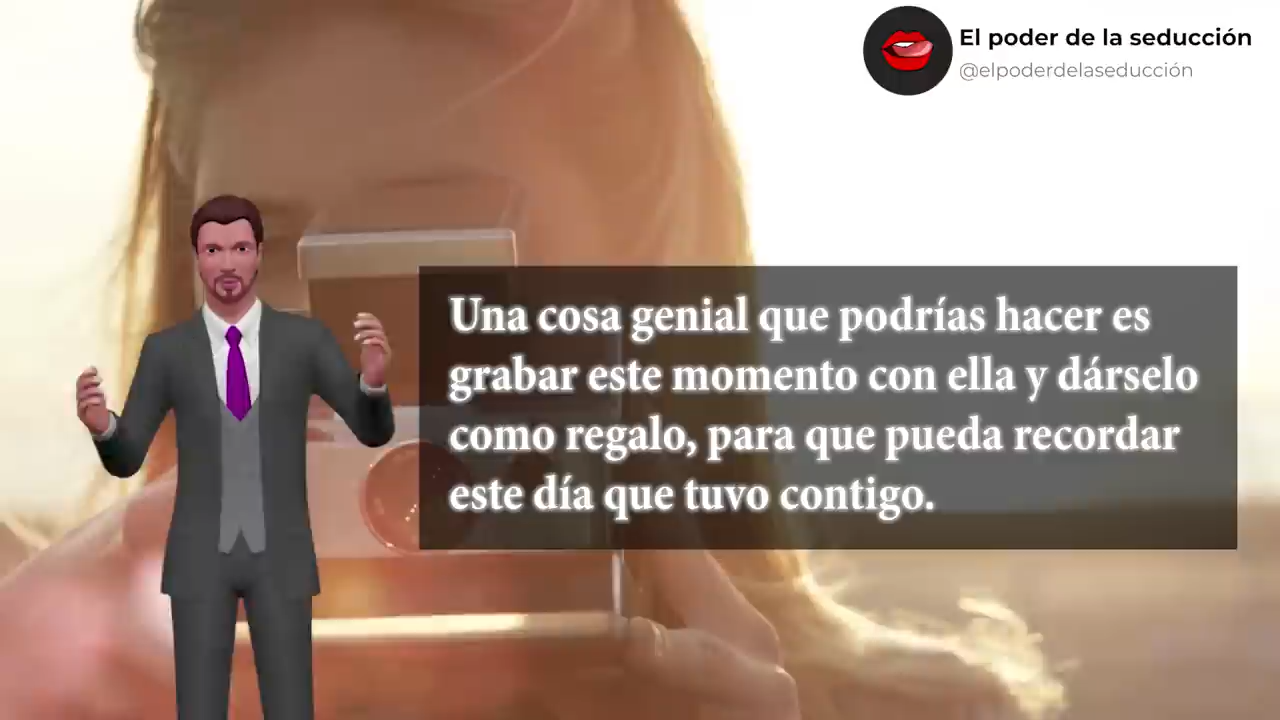 El poder de la seducción
@elpoderdelaseducción
Una cosa genial que podrías hacer es
grabar este momento con ella y dárselo
como regalo, para que pueda recordar
este día que tuvo contigo.